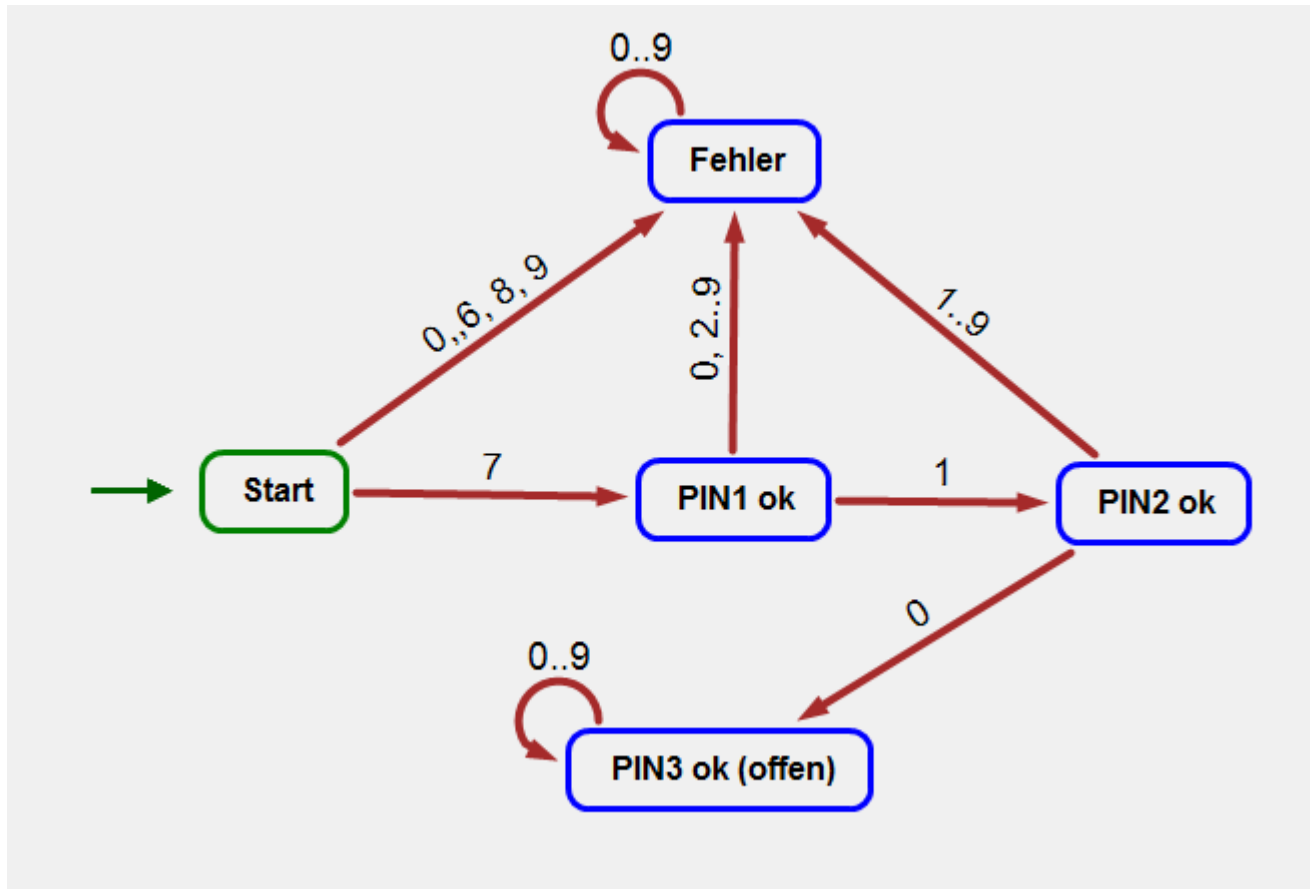 0..9
Fehler
0,,6, 8, 9
0, 2..9
1..9
Start
7
PIN1 ok
1
PIN2 ok
0
0..9
PIN3 ok (offen)